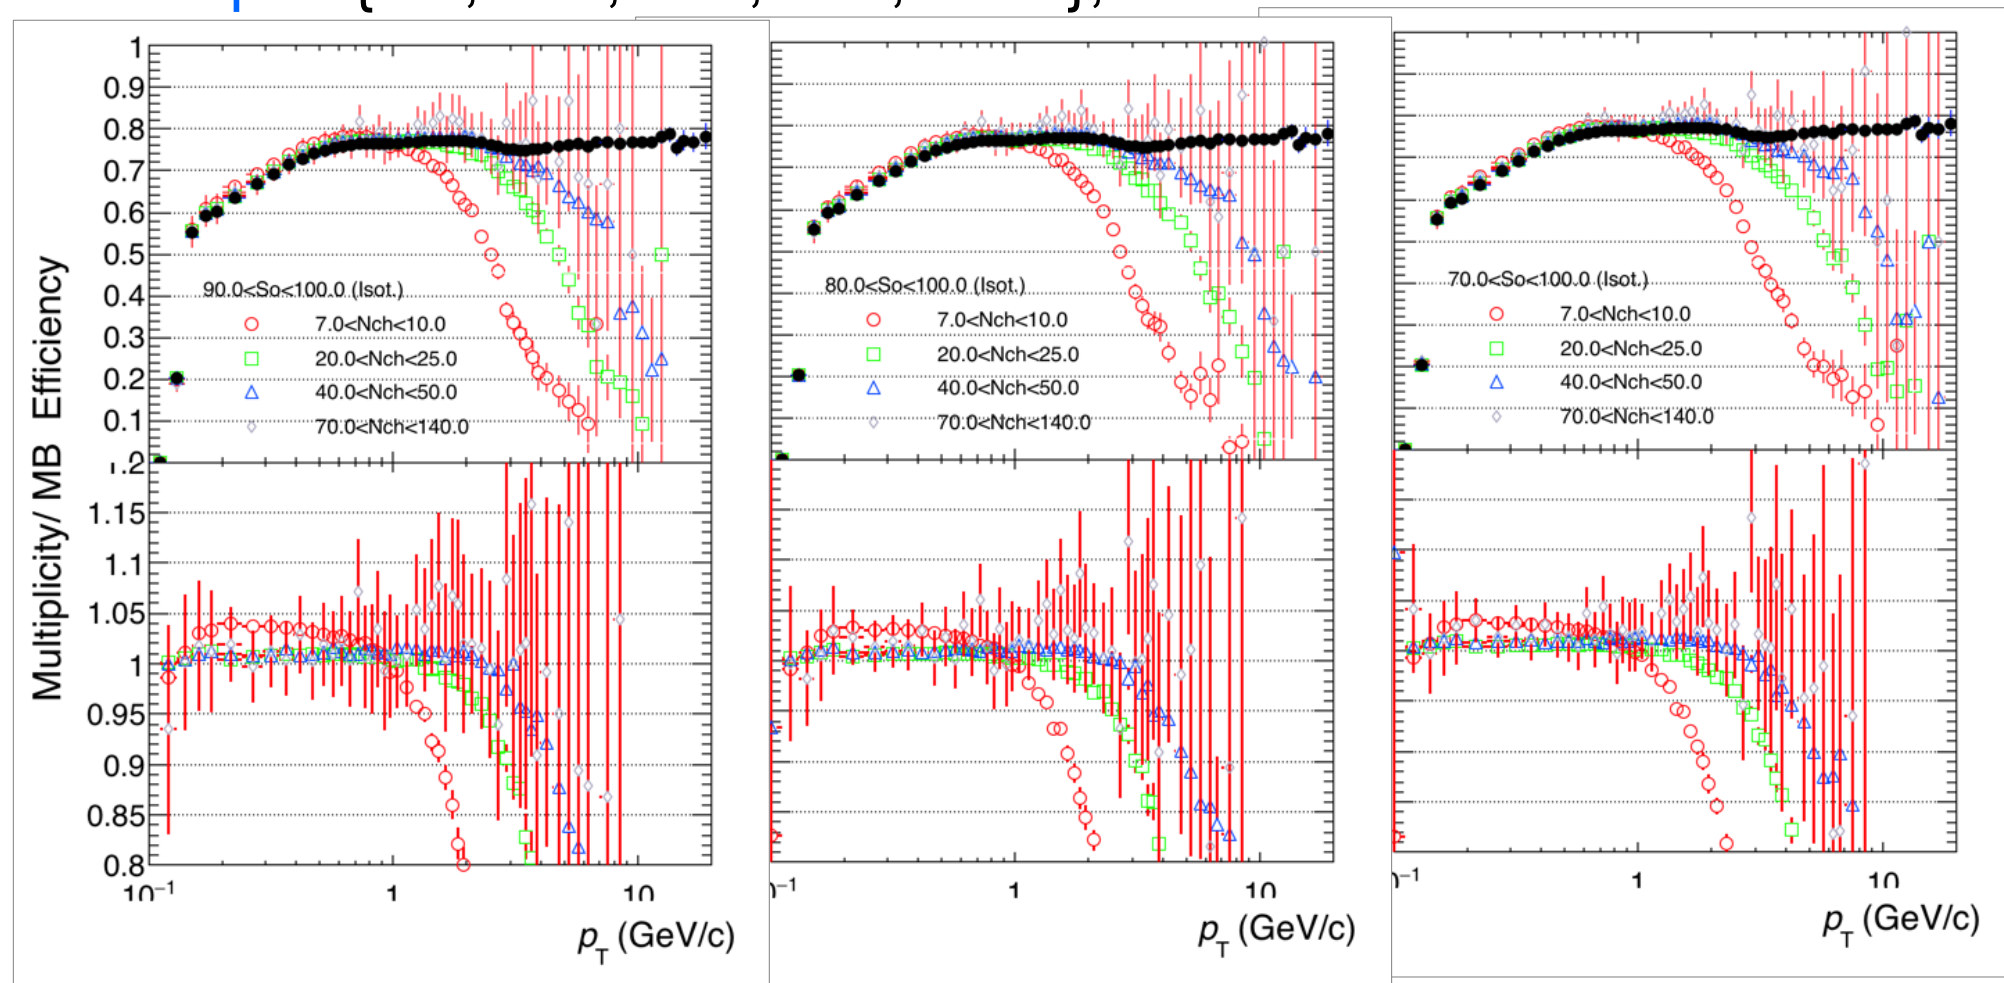 Multiplicity/ MB Efficiency
1
0.9
0.8
0.7
0.6
0.5
0.4
0.3
0.2
0.1
90.0<So<100.0 (Isot.)
7.0<Nch<10.0
20.0<Nch<25.0
40.0<Nch<50.0
70.0<Nch<140.0
1.2
1.15
1.1
1.05
1
0.95
0.9
0.85
0.8
10⁻¹ 1 10
p_T (GeV/c)
80.0<So<100.0 (Isot.)
7.0<Nch<10.0
20.0<Nch<25.0
40.0<Nch<50.0
70.0<Nch<140.0
1 10
p_T (GeV/c)
70.0<So<100.0 (Isot.)
7.0<Nch<10.0
20.0<Nch<25.0
40.0<Nch<50.0
70.0<Nch<140.0
1 10
p_T (GeV/c)